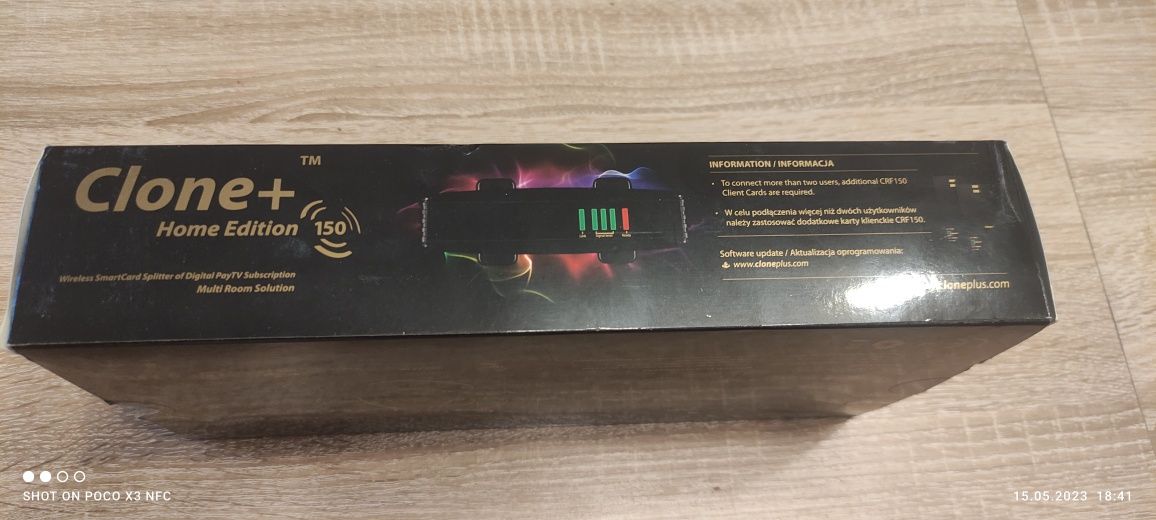 Clone+ TM
Home Edition 150
Wireless SmartCard Splitter of Digital PayTV Subscription
Multi Room Solution
INFORMATION / INFORMACJA
• To connect more than two users, additional CRF150
Client Cards are required.
• W celu podłączenia więcej niż dwóch użytkowników
należy zastosować dodatkowe karty klienckie CRF150.
Software update / Aktualizacja oprogramowania:
www.cloneplus.com
cloneplus.com
SHOT ON POCO X3 NFC
15.05.2023 18:41